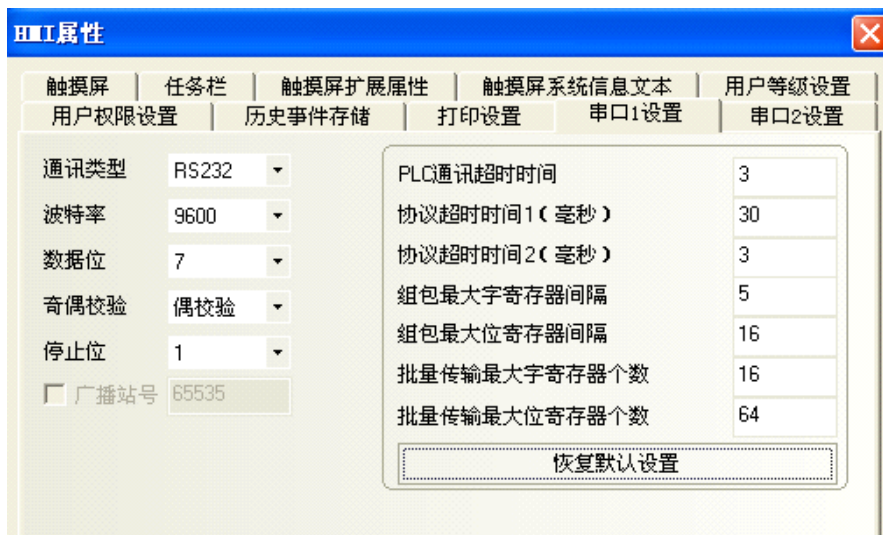 HMI属性
触摸屏 任务栏 触摸屏扩展属性 触摸屏系统信息文本 用户等级设置
用户权限设置 历史事件存储 打印设置 串口1设置 串口2设置
通讯类型 RS232
波特率 9600
数据位 7
奇偶校验 偶校验
停止位 1
广播站号 65535
PLC通讯超时时间 3
协议超时时间1(毫秒) 30
协议超时时间2(毫秒) 3
组包最大字寄存器间隔 5
组包最大位寄存器间隔 16
批量传输最大字寄存器个数 16
批量传输最大位寄存器个数 64
恢复默认设置